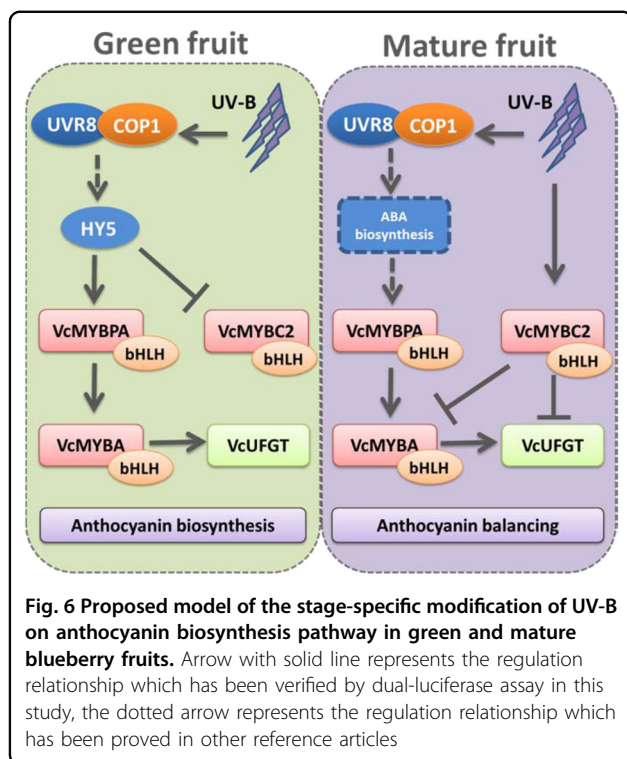 Green fruit
UV-B
UVR8
COP1
HY5
VcMYBPA
bHLH
VcMYBC2
bHLH
VcMYBA
bHLH
VcUFGT
Anthocyanin biosynthesis
Mature fruit
UV-B
UVR8
COP1
ABA
biosynthesis
VcMYBPA
bHLH
VcMYBC2
bHLH
VcMYBA
bHLH
VcUFGT
Anthocyanin balancing
Fig. 6 Proposed model of the stage-specific modification of UV-B
on anthocyanin biosynthesis pathway in green and mature
blueberry fruits. Arrow with solid line represents the regulation
relationship which has been verified by dual-luciferase assay in this
study, the dotted arrow represents the regulation relationship which
has been proved in other reference articles